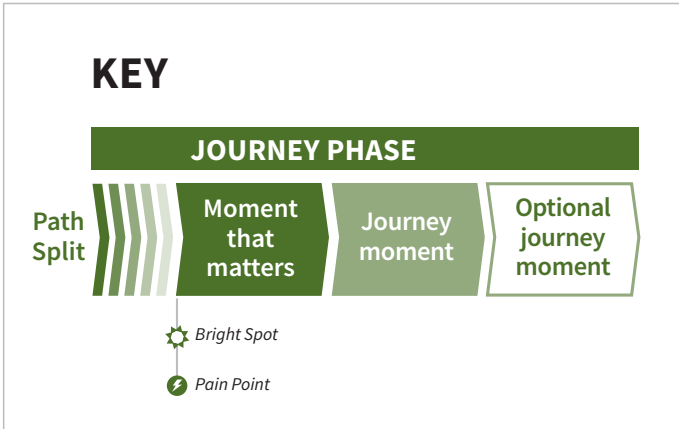 KEY
JOURNEY PHASE
Path
Split
Moment
that
matters
Journey
moment
Optional
journey
moment
Bright Spot
Pain Point